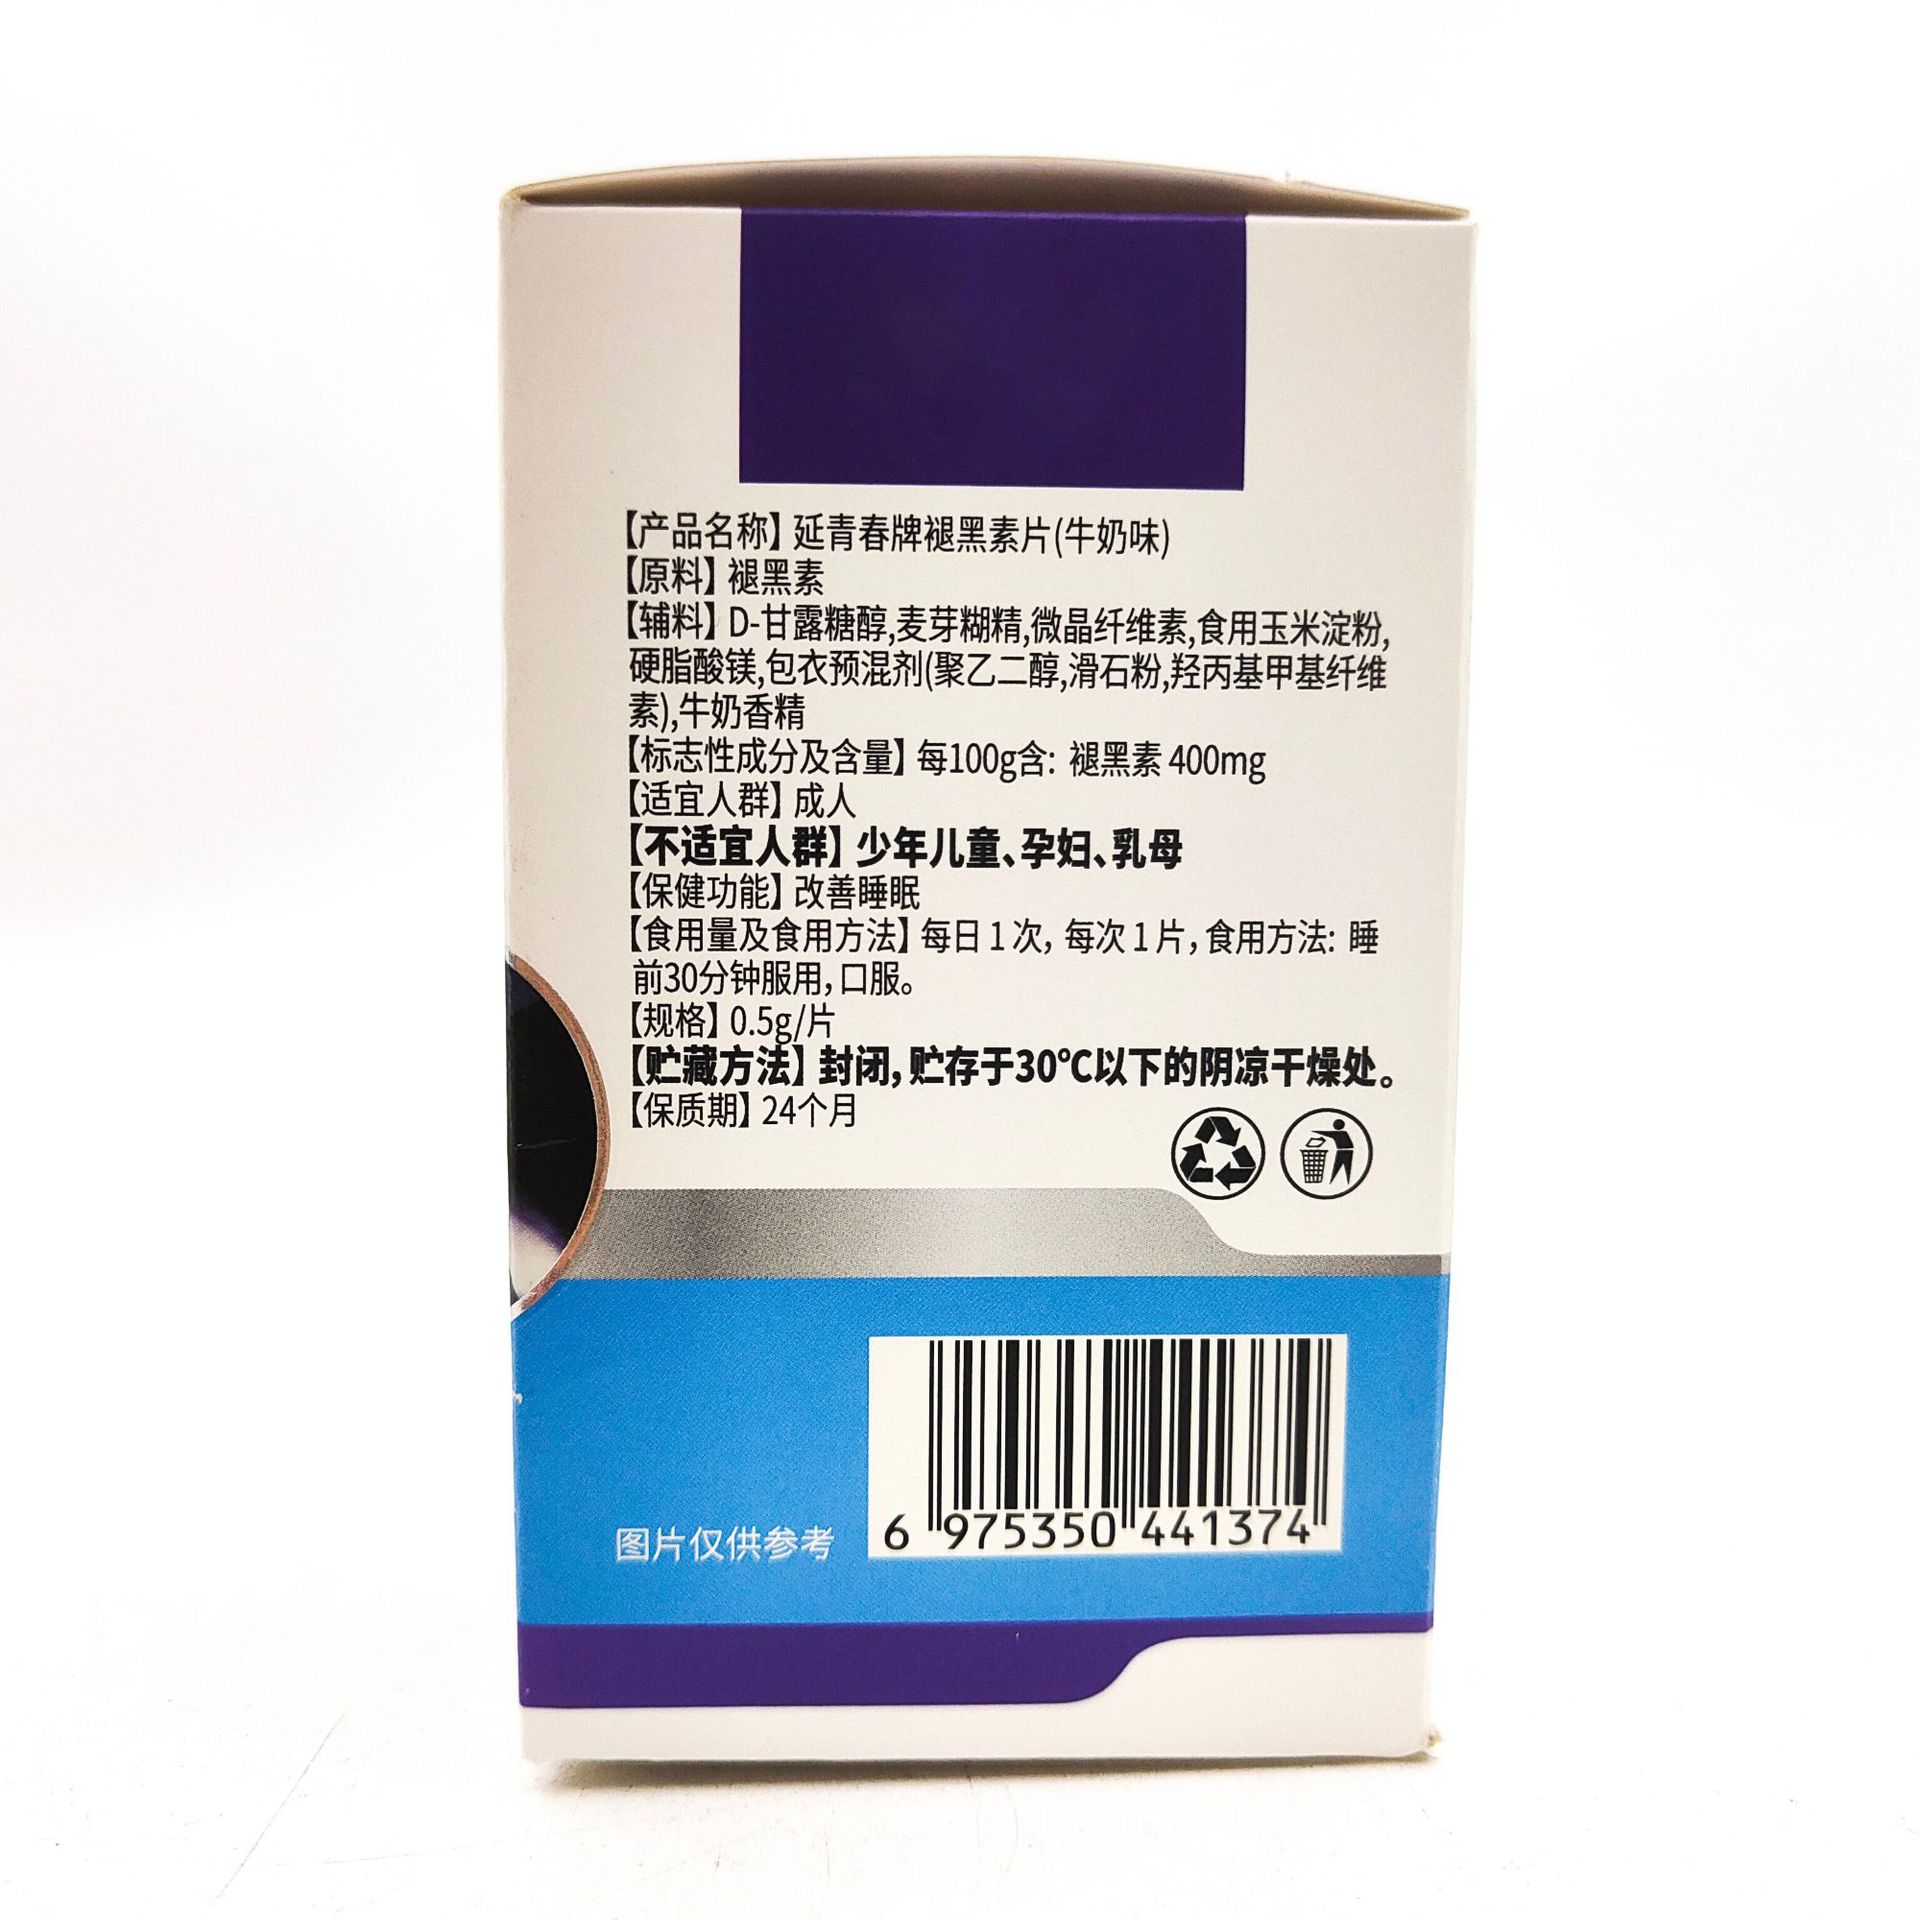 【产品名称】延青春牌褪黑素片(牛奶味)
【原料】褪黑素
【辅料】D-甘露糖醇,麦芽糊精,微晶纤维素,食用玉米淀粉,
硬脂酸镁,包衣预混剂(聚乙二醇,滑石粉,羟丙基甲基纤维
素),牛奶香精
【标志性成分及含量】每100g含: 褪黑素 400mg
【适宜人群】成人
【不适宜人群】少年儿童、孕妇、乳母
【保健功能】改善睡眠
【食用量及食用方法】每日1次, 每次1片, 食用方法: 睡
前30分钟服用, 口服。
【规格】0.5g/片
【贮藏方法】封闭, 贮存于30℃以下的阴凉干燥处。
【保质期】24个月
图片仅供参考
6 975350 441374